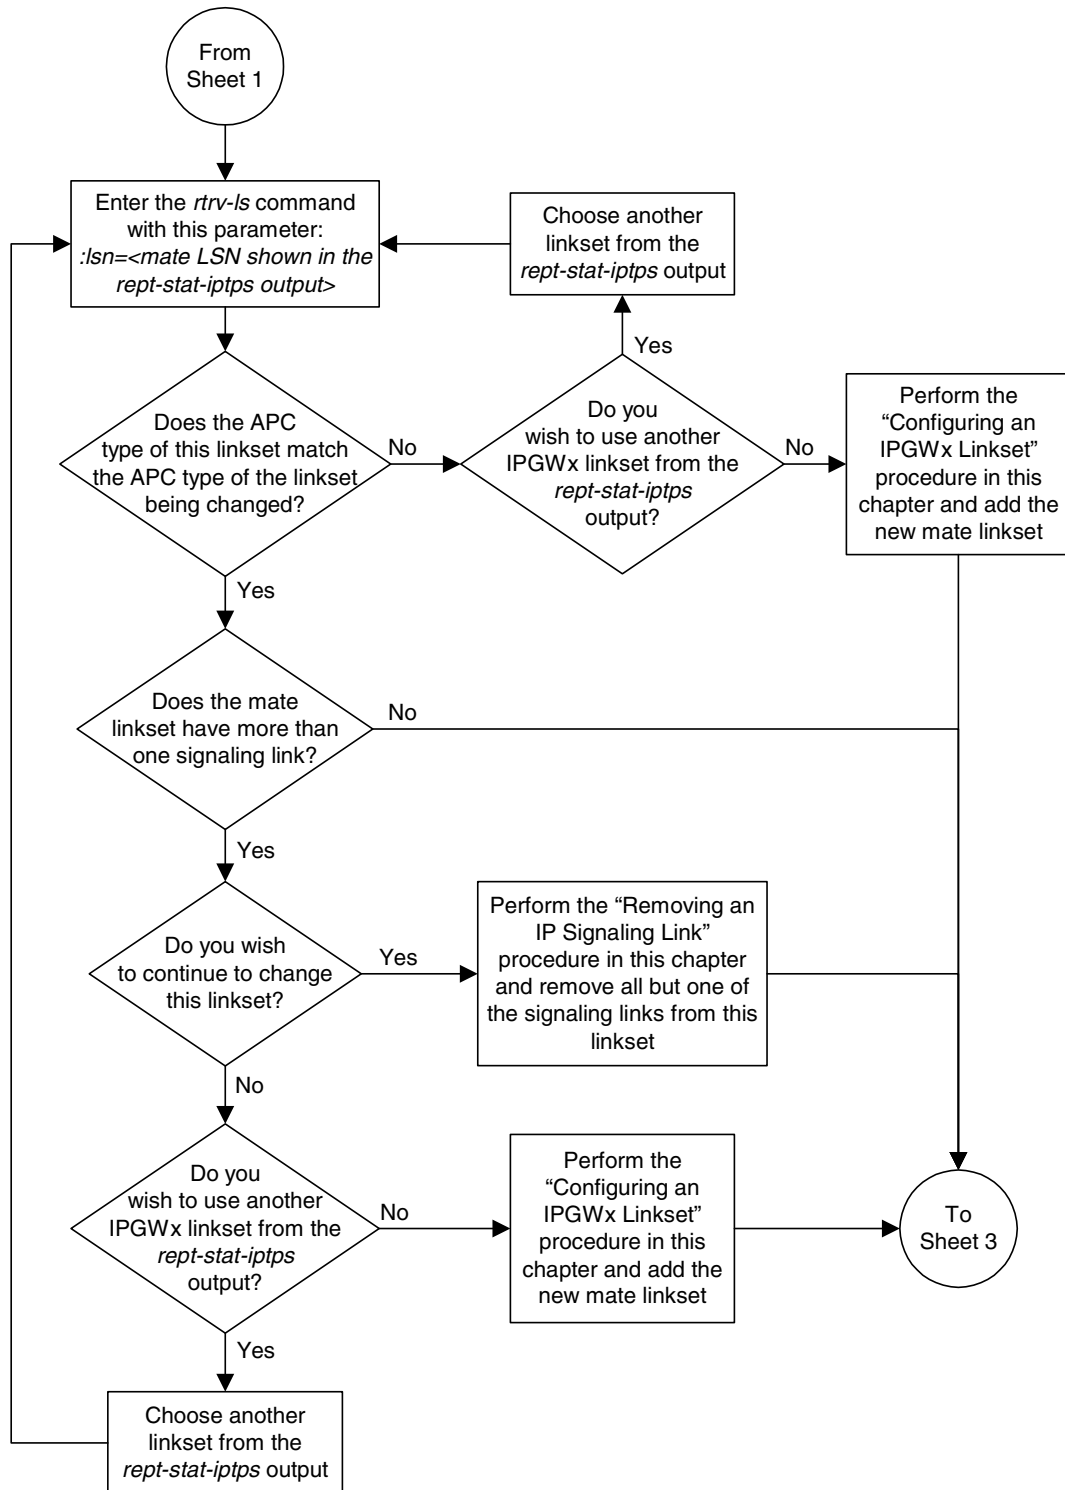 From
Sheet 1
Enter the rtrv-ls command
with this parameter:
:lsn=<mate LSN shown in the
rept-stat-iptps output>
Choose another
linkset from the
rept-stat-iptps output
Yes
Does the APC
type of this linkset match
the APC type of the linkset
being changed?
No
Do you
wish to use another
IPGWx linkset from the
rept-stat-iptps
output?
No
Perform the
“Configuring an
IPGWx Linkset”
procedure in this
chapter and add the
new mate linkset
Yes
Does the mate
linkset have more than
one signaling link?
No
Yes
Do you wish
to continue to change
this linkset?
Yes
Perform the “Removing an
IP Signaling Link”
procedure in this chapter
and remove all but one of
the signaling links from this
linkset
No
Do you
wish to use another
IPGWx linkset from the
rept-stat-iptps
output?
No
Perform the
“Configuring an
IPGWx Linkset”
procedure in this
chapter and add the
new mate linkset
To
Sheet 3
Yes
Choose another
linkset from the
rept-stat-iptps output